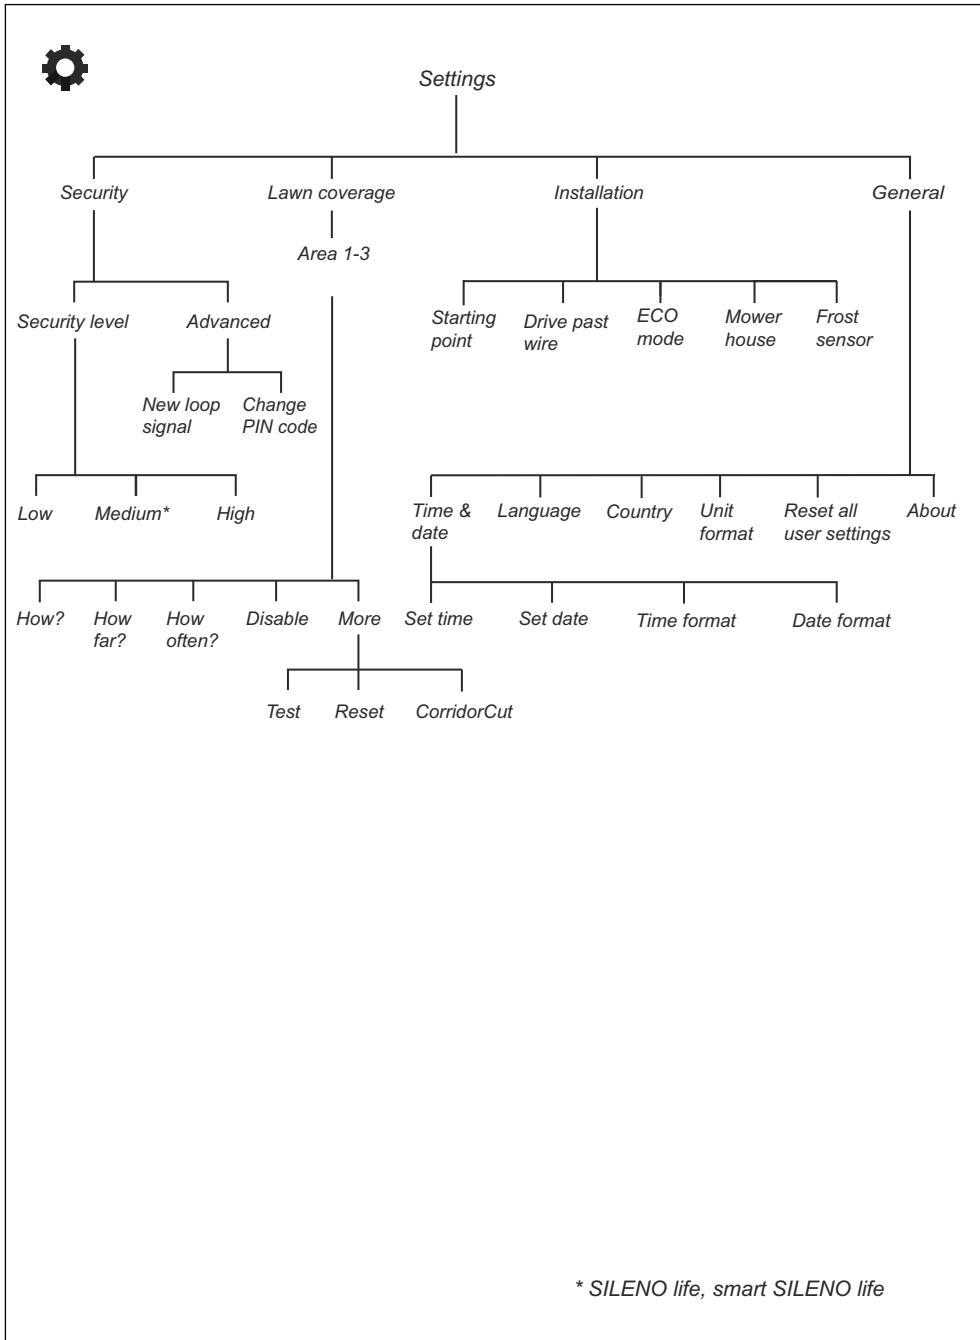 Settings
Security
Lawn coverage
Installation
General
Area 1-3
Security level
Advanced
Starting
point
Drive past
wire
ECO
mode
Mower
house
Frost
sensor
New loop
signal
Change
PIN code
Low
Medium*
High
Time &
date
Language
Country
Unit
format
Reset all
user settings
About
How?
How
far?
How
often?
Disable
More
Set time
Set date
Time format
Date format
Test
Reset
CorridorCut
* SILENO life, smart SILENO life